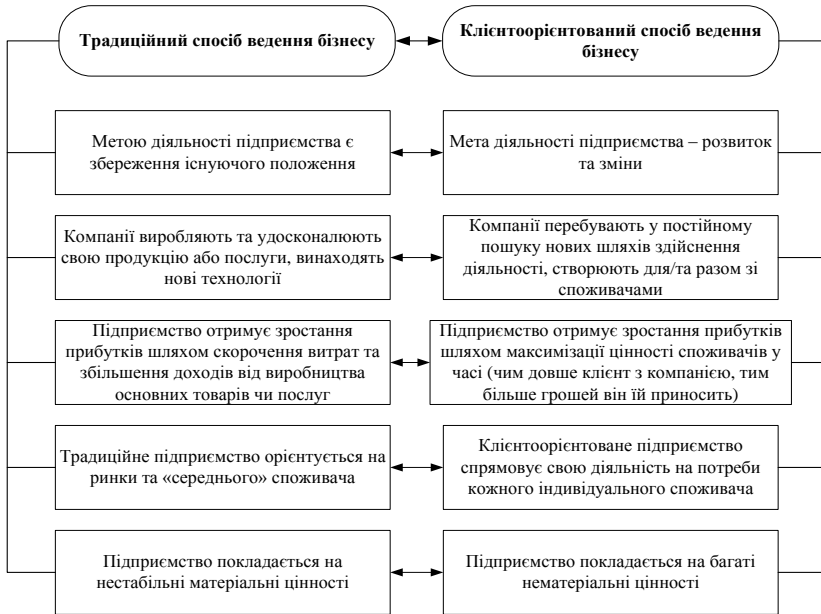 Традиційний спосіб ведення бізнесу
Клієнтоорієнтований спосіб ведення
бізнесу
Метою діяльності підприємства є
збереження існуючого положення
Мета діяльності підприємства – розвиток
та зміни
Компанії виробляють та удосконалюють
свою продукцію або послуги, винаходять
нові технології
Компанії перебувають у постійному
пошуку нових шляхів здійснення
діяльності, створюють для/та разом зі
споживачами
Підприємство отримує зростання
прибутків шляхом скорочення витрат та
збільшення доходів від виробництва
основних товарів чи послуг
Підприємство отримує зростання прибутків
шляхом максимізації цінності споживачів у
часі (чим довше клієнт з компанією, тим
більше грошей він їй приносить)
Традиційне підприємство орієнтується на
ринки та «середнього» споживача
Клієнтоорієнтоване підприємство
спрямовує свою діяльність на потреби
кожного індивідуального споживача
Підприємство покладається на
нестабільні матеріальні цінності
Підприємство покладається на багаті
нематеріальні цінності